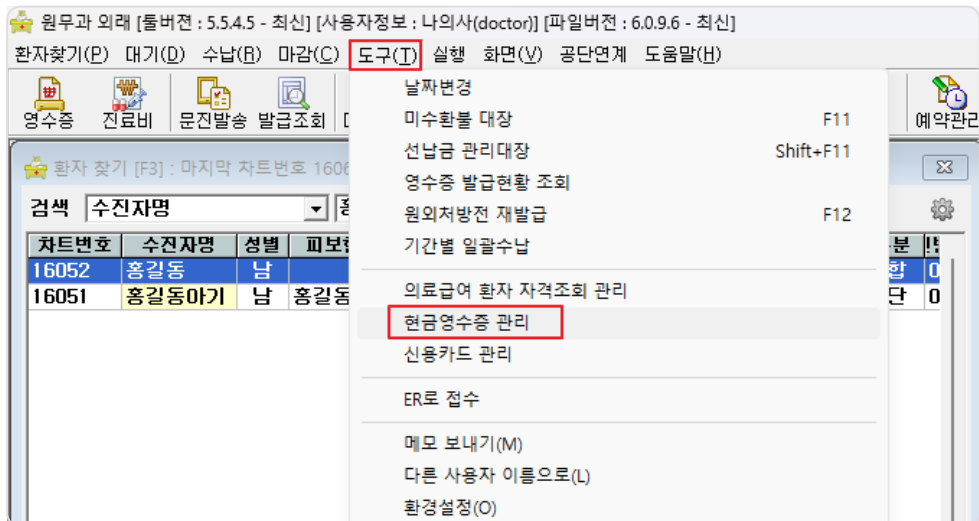 원무과 외래 [툴버젼 : 5.5.4.5 - 최신] [사용자정보 : 나의사(doctor)] [파일버전 : 6.0.9.6 - 최신]
환자찾기(P) 대기(D) 수납(R) 마감(C) 도구(T) 실행 화면(V) 공단연계 도움말(H)
영수증 진료비 문진발송 발급조회 예약관리
환자 찾기 [F3] : 마지막 차트번호 1606
검색 수진자명
차트번호 수진자명 성별
16052 홍길동 남
16051 홍길동아기 남 홍길동
날짜변경
미수환불 대장 F11
선납금 관리대장 Shift+F11
영수증 발급현황 조회
원외처방전 재발급 F12
기간별 일괄수납
의료급여 환자 자격조회 관리
현금영수증 관리
신용카드 관리
ER로 접수
메모 보내기(M)
다른 사용자 이름으로(L)
환경설정(O)